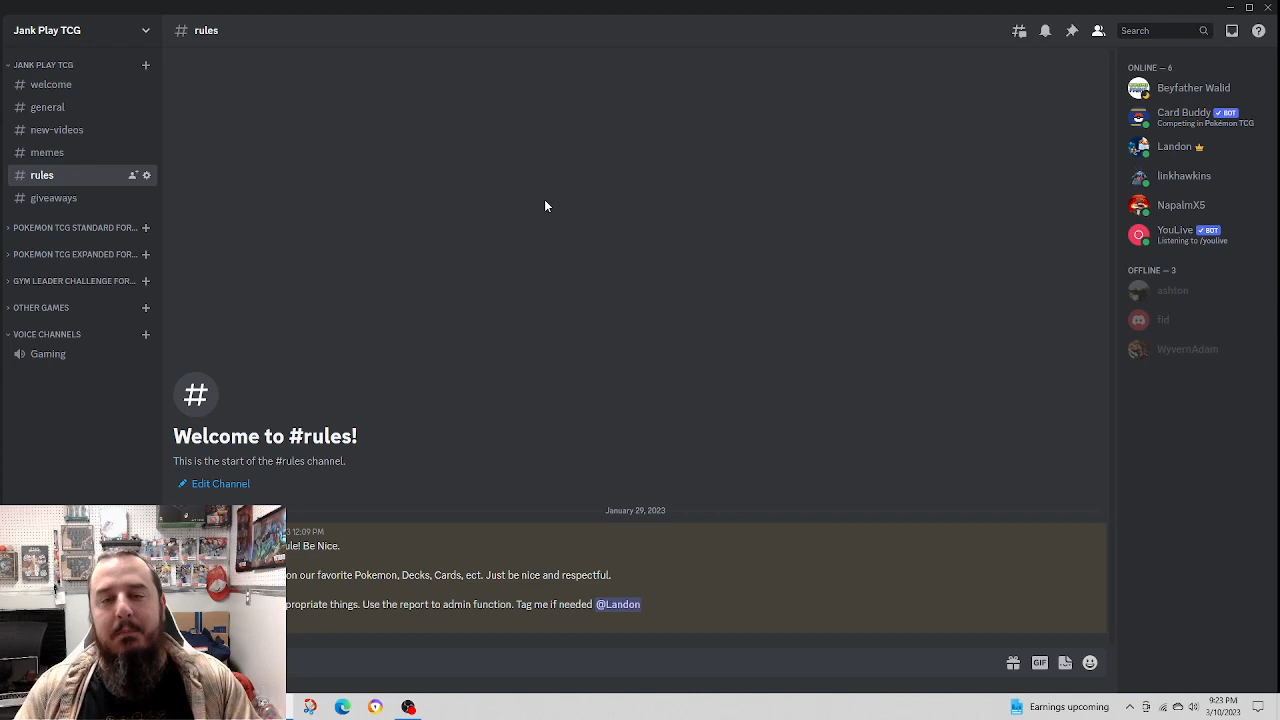 Jank Play TCG
# rules
Search
JANK PLAY TCG
# welcome
# general
# new-videos
# memes
# rules
# giveaways
POKEMON TCG STANDARD FOR...
POKEMON TCG EXPANDED FOR...
GYM LEADER CHALLENGE FOR...
OTHER GAMES
VOICE CHANNELS
Gaming
#
Welcome to #rules!
This is the start of the #rules channel.
Edit Channel
January 29, 2023
3 12:09 PM
ule! Be Nice.
on our favorite Pokemon, Decks, Cards, ect. Just be nice and respectful.
propriate things. Use the report to admin function. Tag me if needed @Landon
GIF
ONLINE — 6
Beyfather Walid
Card Buddy ✓ BOT
Competing in Pokémon TCG
Landon
linkhawkins
NapalmX5
YouLive ✓ BOT
Listening to /youlive
OFFLINE — 3
ashton
fid
WyvernAdam
Earnings upcoming
9:23 PM
3/10/2023